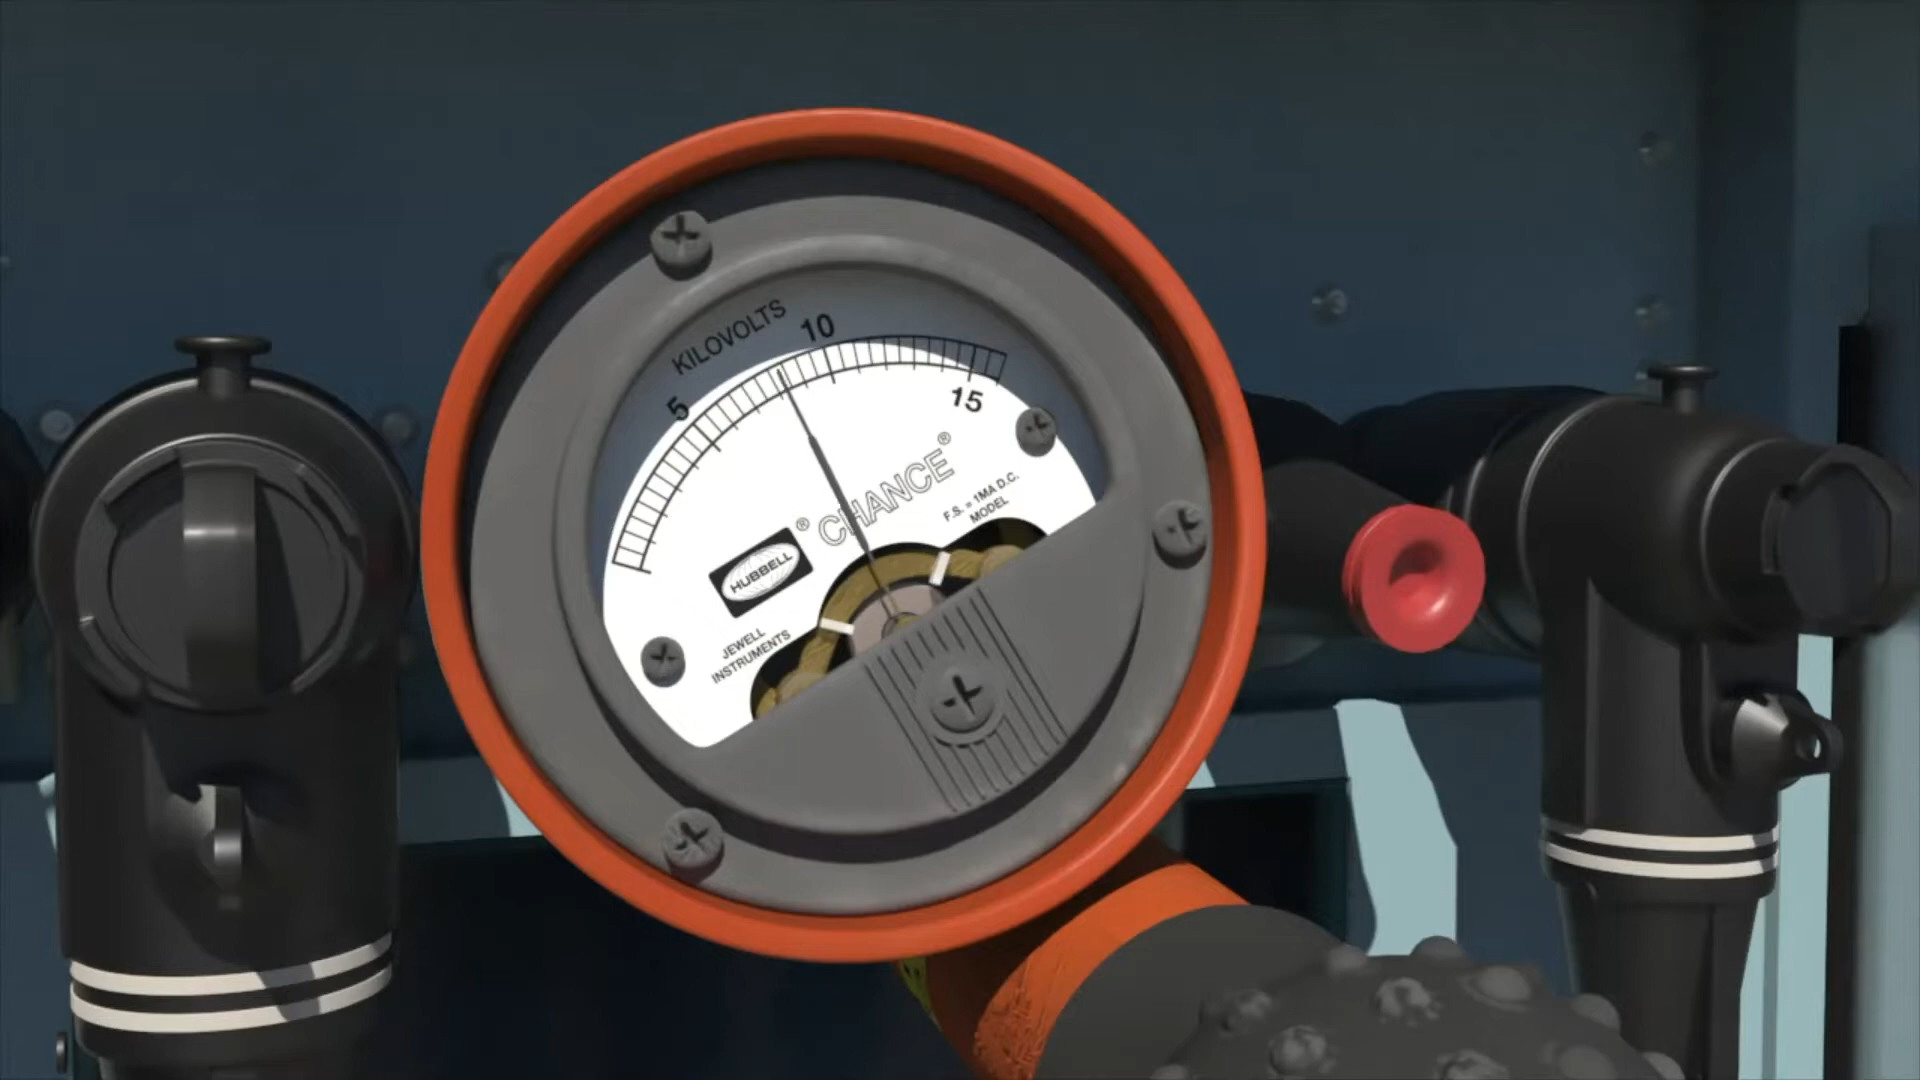 KILOVOLTS
5
10
15
® CHANCE®
F.S. = 1MA D.C.
MODEL
HUBBELL
JEWELL
INSTRUMENTS